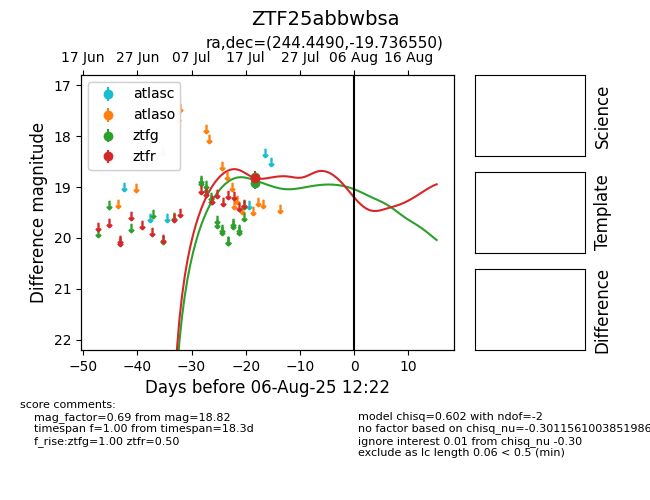 ZTF25abbwbsa
ra,dec=(244.4490,-19.736550)
17 Jun 27 Jun 07 Jul 17 Jul 27 Jul 06 Aug 16 Aug
17
18
19
20
21
22
Difference magnitude
atlasc
atlaso
ztfg
ztfr
−50 −40 −30 −20 −10 0 10
Days before 06-Aug-25 12:22
Science
Template
Difference
score comments:
mag_factor=0.69 from mag=18.82
timespan f=1.00 from timespan=18.3d
f_rise:ztfg=1.00 ztfr=0.50
model chisq=0.602 with ndof=-2
no factor based on chisq_nu=-0.3011561003851986
ignore interest 0.01 from chisq_nu -0.30
exclude as lc length 0.06 < 0.5 (min)